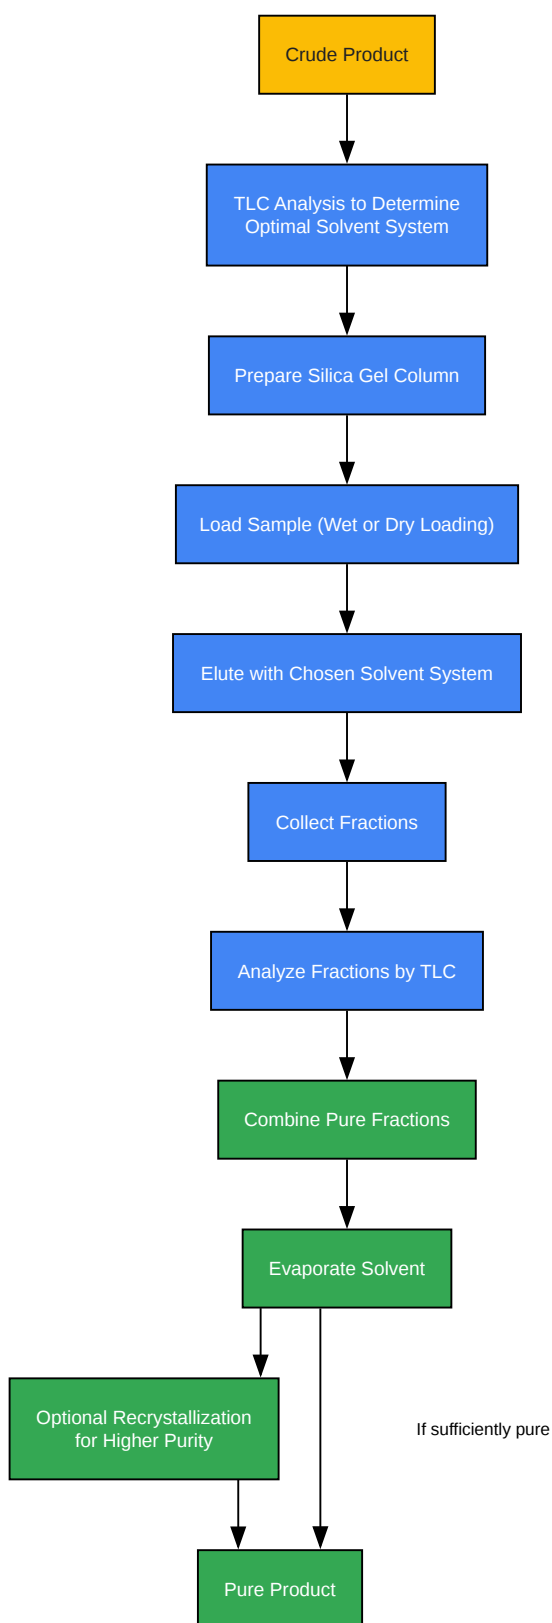 Crude Product
TLC Analysis to Determine
Optimal Solvent System
Prepare Silica Gel Column
Load Sample (Wet or Dry Loading)
Elute with Chosen Solvent System
Collect Fractions
Analyze Fractions by TLC
Combine Pure Fractions
Evaporate Solvent
Optional Recrystallization
for Higher Purity
If sufficiently pure
Pure Product